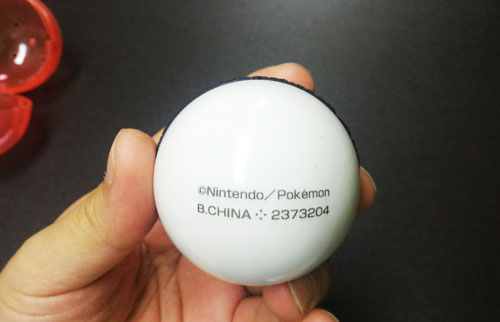 ©Nintendo／Pokémon
B.CHINA ⁘ 2373204